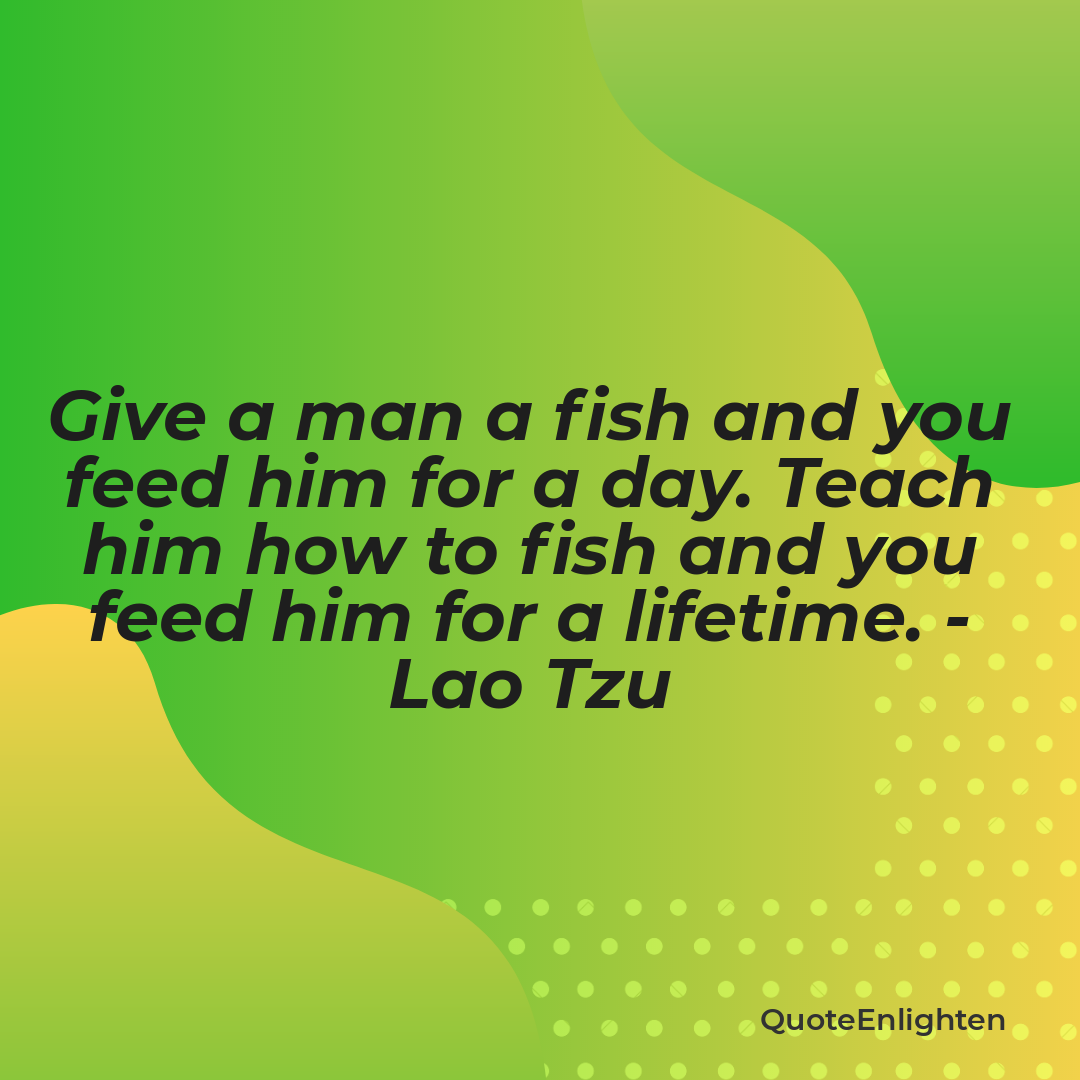 Give a man a fish and you
feed him for a day. Teach
him how to fish and you
feed him for a lifetime. -
Lao Tzu
QuoteEnlighten